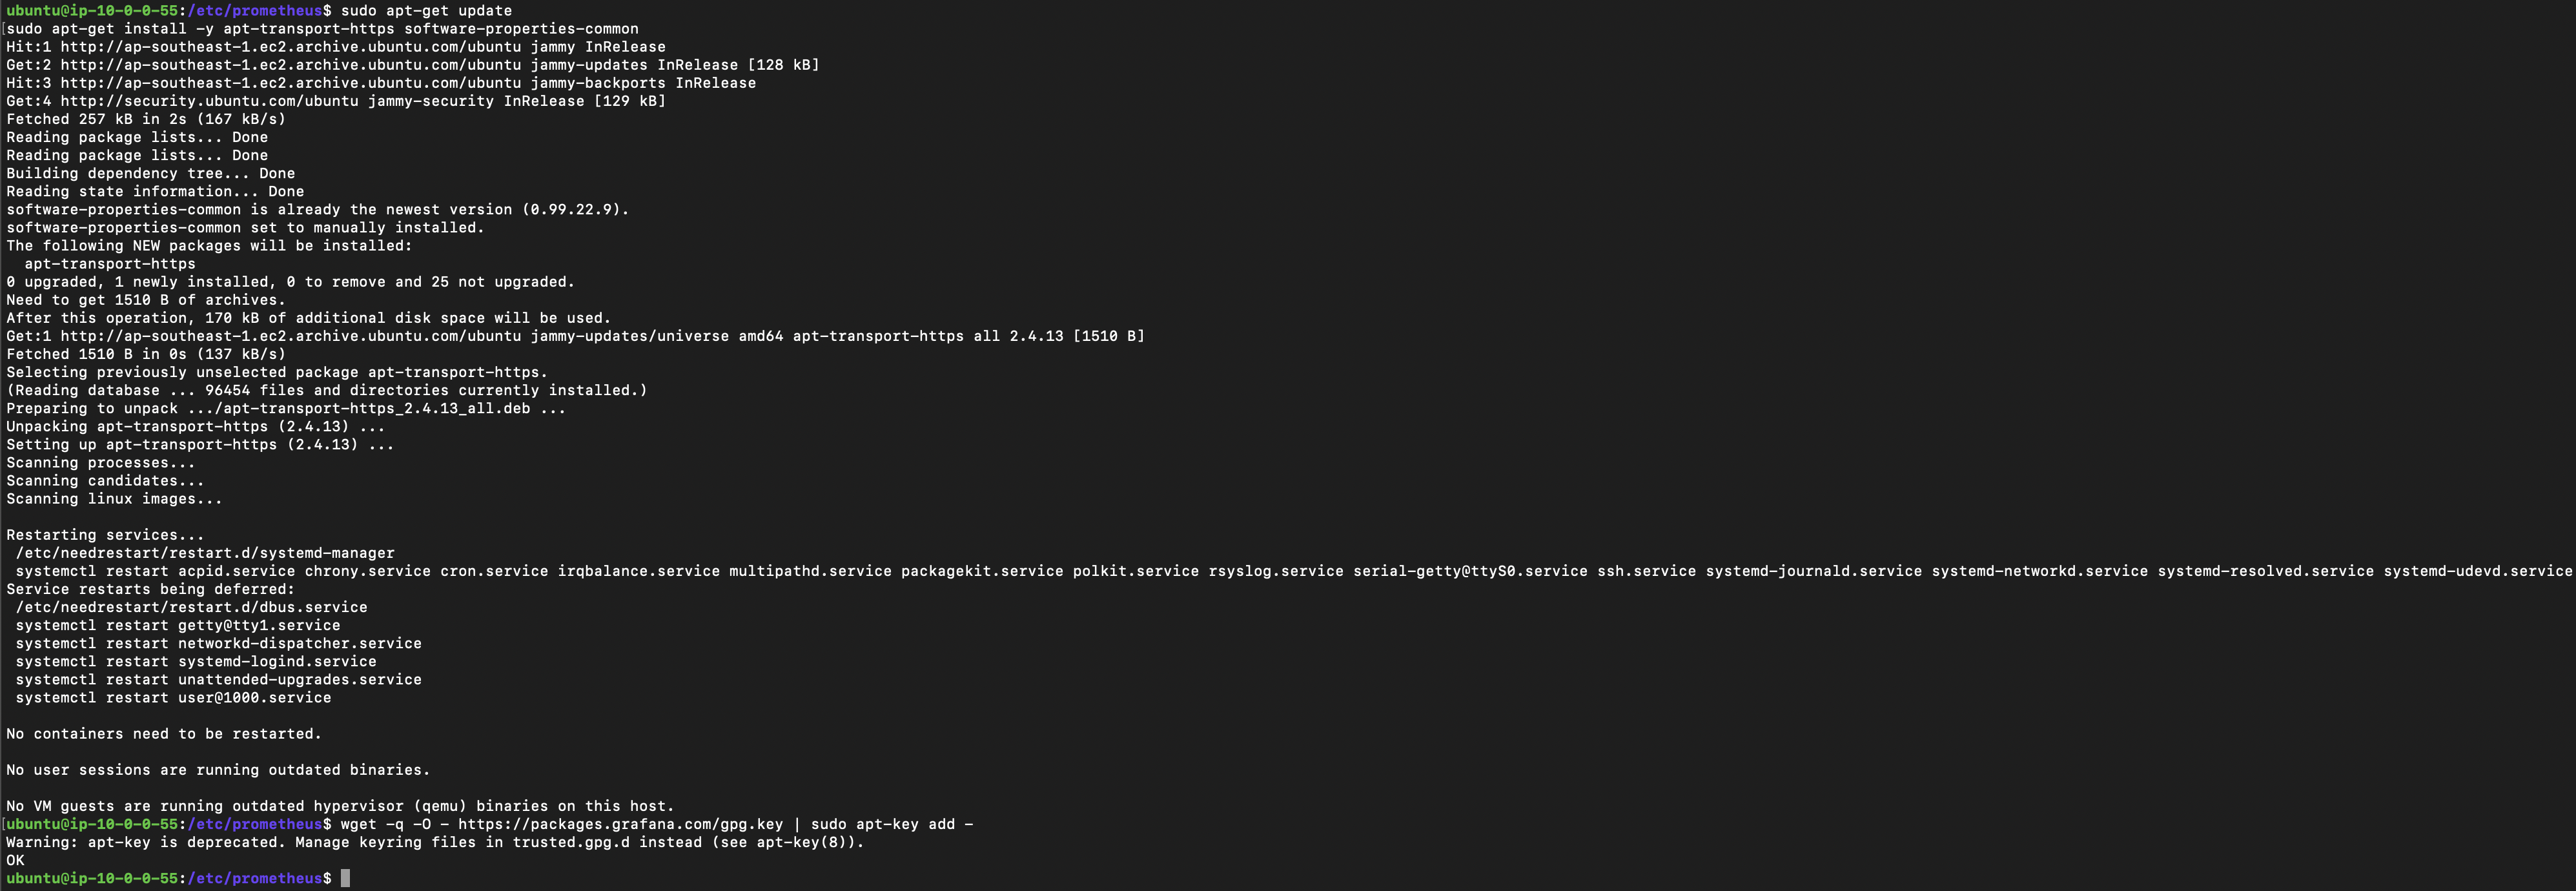 ubuntu@ip-10-0-0-55:/etc/prometheus$ sudo apt-get update
[sudo apt-get install -y apt-transport-https software-properties-common
Hit:1 http://ap-southeast-1.ec2.archive.ubuntu.com/ubuntu jammy InRelease
Get:2 http://ap-southeast-1.ec2.archive.ubuntu.com/ubuntu jammy-updates InRelease [128 kB]
Hit:3 http://ap-southeast-1.ec2.archive.ubuntu.com/ubuntu jammy-backports InRelease
Get:4 http://security.ubuntu.com/ubuntu jammy-security InRelease [129 kB]
Fetched 257 kB in 2s (167 kB/s)
Reading package lists... Done
Reading package lists... Done
Building dependency tree... Done
Reading state information... Done
software-properties-common is already the newest version (0.99.22.9).
software-properties-common set to manually installed.
The following NEW packages will be installed:
  apt-transport-https
0 upgraded, 1 newly installed, 0 to remove and 25 not upgraded.
Need to get 1510 B of archives.
After this operation, 170 kB of additional disk space will be used.
Get:1 http://ap-southeast-1.ec2.archive.ubuntu.com/ubuntu jammy-updates/universe amd64 apt-transport-https all 2.4.13 [1510 B]
Fetched 1510 B in 0s (137 kB/s)
Selecting previously unselected package apt-transport-https.
(Reading database ... 96454 files and directories currently installed.)
Preparing to unpack .../apt-transport-https_2.4.13_all.deb ...
Unpacking apt-transport-https (2.4.13) ...
Setting up apt-transport-https (2.4.13) ...
Scanning processes...
Scanning candidates...
Scanning linux images...
Restarting services...
 /etc/needrestart/restart.d/systemd-manager
 systemctl restart acpid.service chrony.service cron.service irqbalance.service multipathd.service packagekit.service polkit.service rsyslog.service serial-getty@ttyS0.service ssh.service systemd-journald.service systemd-networkd.service systemd-resolved.service systemd-udevd.service
Service restarts being deferred:
 /etc/needrestart/restart.d/dbus.service
 systemctl restart getty@tty1.service
 systemctl restart networkd-dispatcher.service
 systemctl restart systemd-logind.service
 systemctl restart unattended-upgrades.service
 systemctl restart user@1000.service
No containers need to be restarted.
No user sessions are running outdated binaries.
No VM guests are running outdated hypervisor (qemu) binaries on this host.
[ubuntu@ip-10-0-0-55:/etc/prometheus$ wget -q -O - https://packages.grafana.com/gpg.key | sudo apt-key add -
Warning: apt-key is deprecated. Manage keyring files in trusted.gpg.d instead (see apt-key(8)).
OK
ubuntu@ip-10-0-0-55:/etc/prometheus$